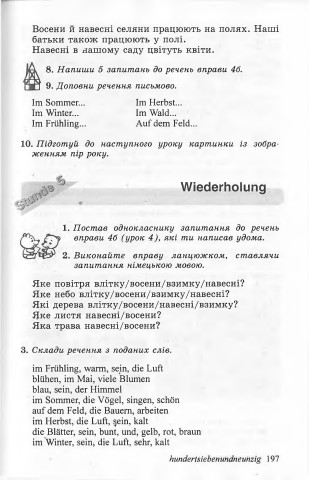 Восени й навесні селяни працюють на полях. Наші
батьки також працюють у полі.
Навесні в нашому саду цвітуть квіти.
8. Напиши 5 запитань до речень вправи 4б.
9. Доповни речення письмово.
Im Sommer... Im Herbst...
Im Winter... Im Wald...
Im Frühling... Auf dem Feld...
10. Підготуй до наступного уроку картинки із зобра-
женням пір року.
Stunde 5
Wiederholung
1. Постав однокласнику запитання до речень
вправи 4б (урок 4), які ти написав удома.
2. Виконайте вправу ланцюжком, ставлячи
запитання німецькою мовою.
Яке повітря влітку/восени/взимку/навесні?
Яке небо влітку/восени/взимку/навесні?
Які дерева влітку/восени/навесні/взимку?
Яке листя навесні/восени?
Яка трава навесні/восени?
3. Склади речення з поданих слів.
im Frühling, warm, sein, die Luft
blühen, im Mai, viele Blumen
blau, sein, der Himmel
im Sommer, die Vögel, singen, schön
auf dem Feld, die Bauern, arbeiten
im Herbst, die Luft, sein, kalt
die Blätter, sein, bunt, und, gelb, rot, braun
im Winter, sein, die Luft, sehr, kalt
hundertsiebenundneunzig 197